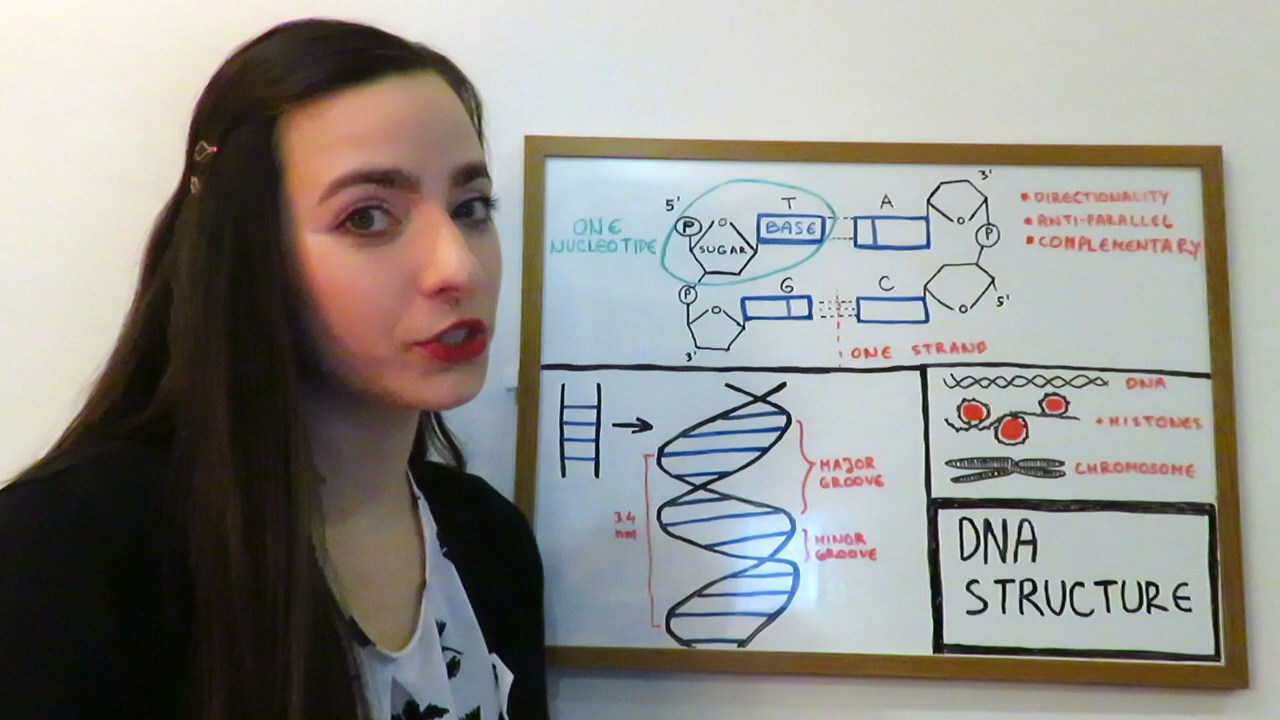 5'
T
A
3'
ONE
NUCLEOTIDE
P
SUGAR
BASE
P
P
G
C
5'
3'
ONE STRAND
DIRECTIONALITY
ANTI-PARALLEL
COMPLEMENTARY
3.4
nm
MAJOR
GROOVE
MINOR
GROOVE
DNA
+HISTONES
CHROMOSOME
DNA
STRUCTURE